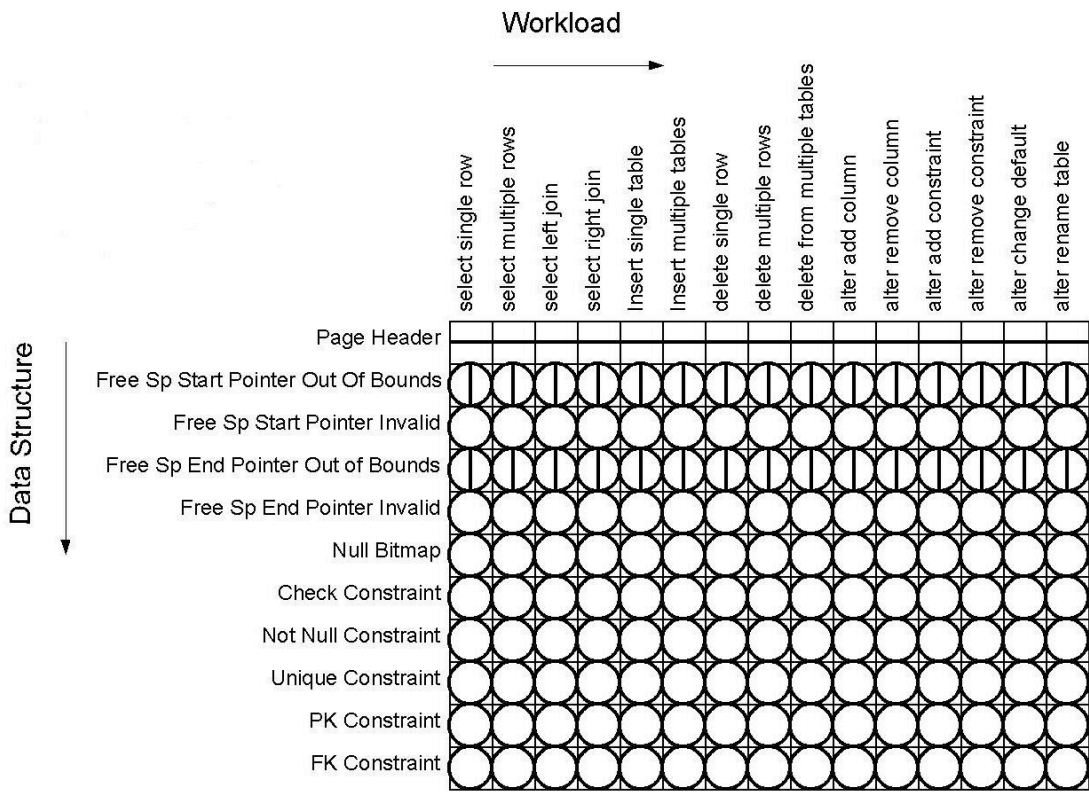 Workload
select single row
select multiple rows
select left join
select right join
Insert single table
Insert multiple tables
delete single row
delete multiple rows
delete from multiple tables
alter add column
alter remove column
alter add constraint
alter remove constraint
alter change default
alter rename table
Data Structure
Page Header
Free Sp Start Pointer Out Of Bounds
Free Sp Start Pointer Invalid
Free Sp End Pointer Out of Bounds
Free Sp End Pointer Invalid
Null Bitmap
Check Constraint
Not Null Constraint
Unique Constraint
PK Constraint
FK Constraint